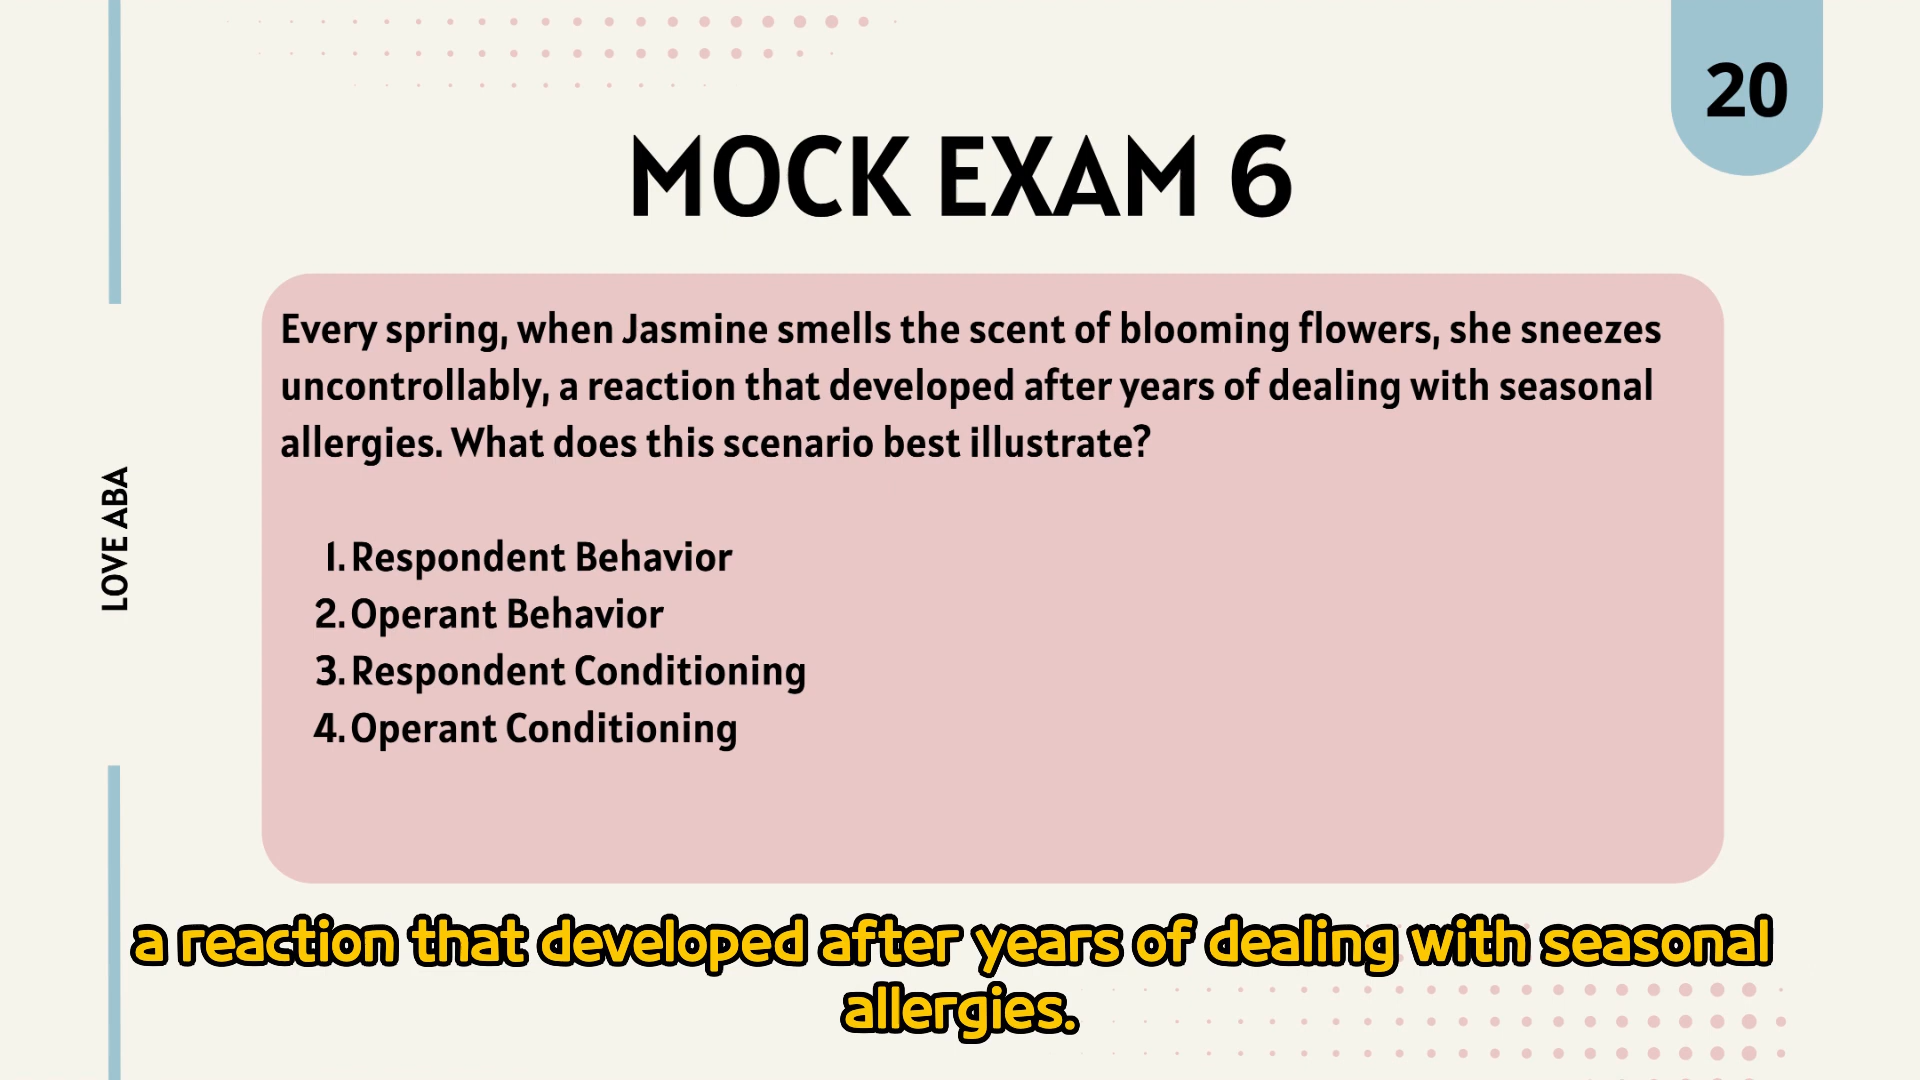 20
MOCK EXAM 6
Every spring, when Jasmine smells the scent of blooming flowers, she sneezes
uncontrollably, a reaction that developed after years of dealing with seasonal
allergies. What does this scenario best illustrate?
1. Respondent Behavior
2. Operant Behavior
3. Respondent Conditioning
4. Operant Conditioning
LOVE ABA
a reaction that developed after years of dealing with seasonal
allergies.